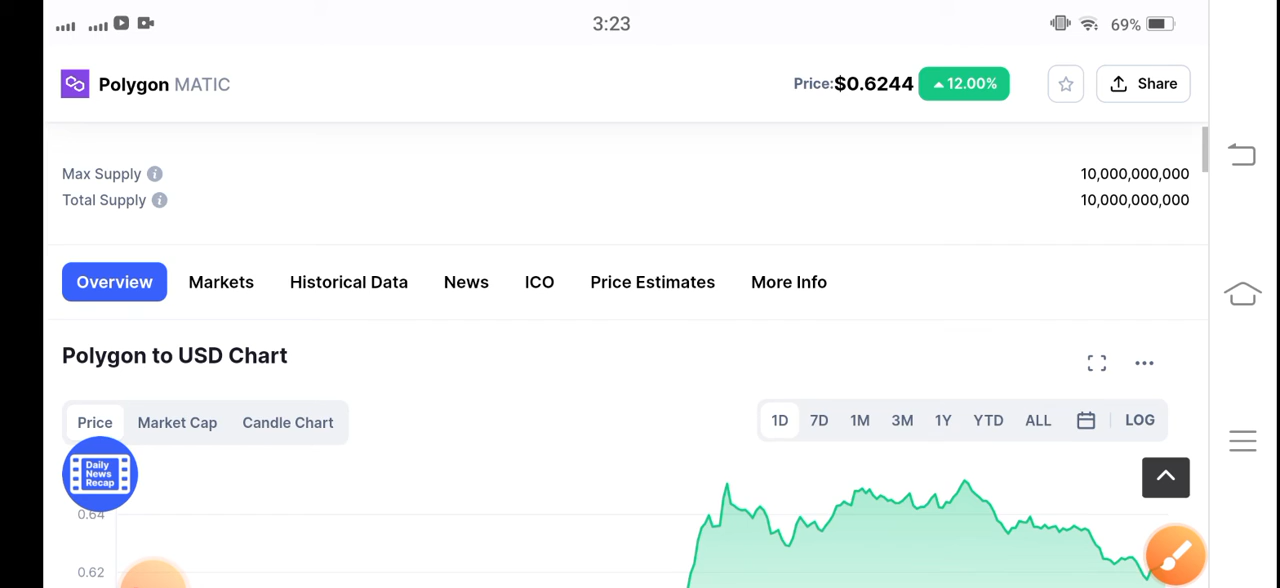 3:23 69%
Polygon MATIC Price:$0.6244 12.00% Share
Max Supply 10,000,000,000
Total Supply 10,000,000,000
Overview Markets Historical Data News ICO Price Estimates More Info
Polygon to USD Chart
Price Market Cap Candle Chart 1D 7D 1M 3M 1Y YTD ALL LOG
Daily
News
Recap
0.64
0.62